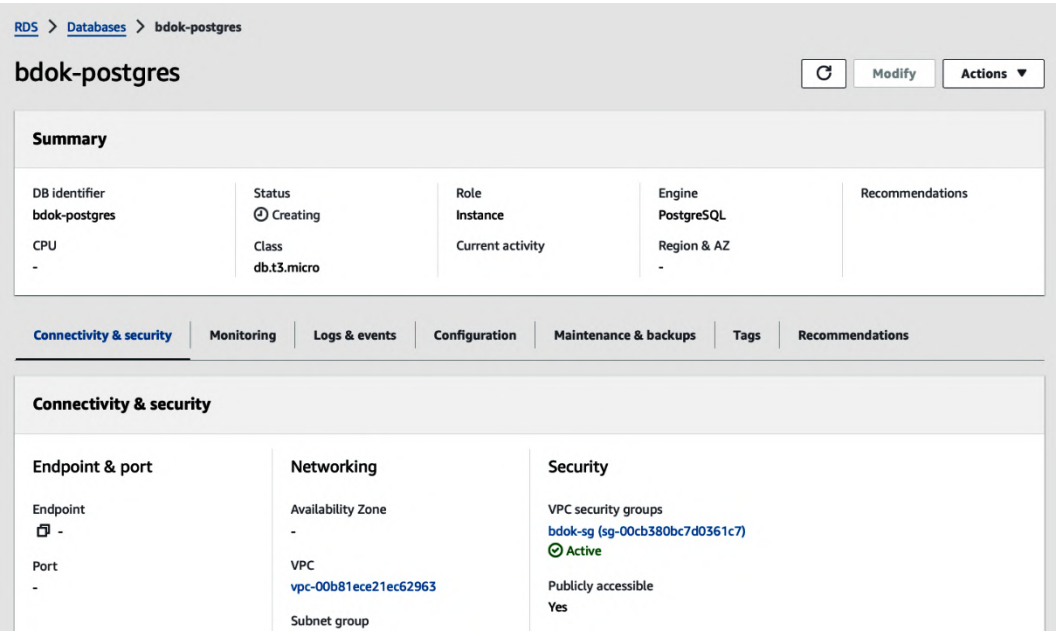 RDS > Databases > bdok-postgres
bdok-postgres
Modify
Actions
Summary
DB identifier
bdok-postgres
CPU
-
Status
Creating
Class
db.t3.micro
Role
Instance
Current activity
Engine
PostgreSQL
Region & AZ
-
Recommendations
Connectivity & security
Monitoring
Logs & events
Configuration
Maintenance & backups
Tags
Recommendations
Connectivity & security
Endpoint & port
Endpoint
-
Port
-
Networking
Availability Zone
-
VPC
vpc-00b81ece21ec62963
Subnet group
Security
VPC security groups
bdok-sg (sg-00cb380bc7d0361c7)
Active
Publicly accessible
Yes